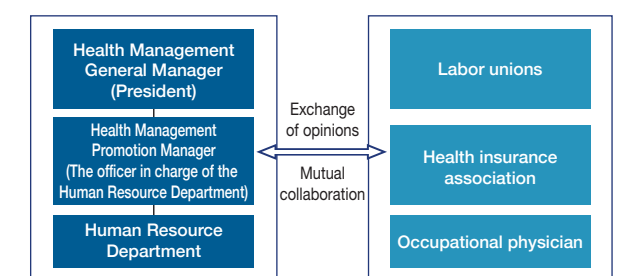 Health Management
General Manager
(President)
Health Management
Promotion Manager
(The officer in charge of the
Human Resource Department)
Human Resource
Department
Exchange
of opinions
Mutual
collaboration
Labor unions
Health insurance
association
Occupational physician